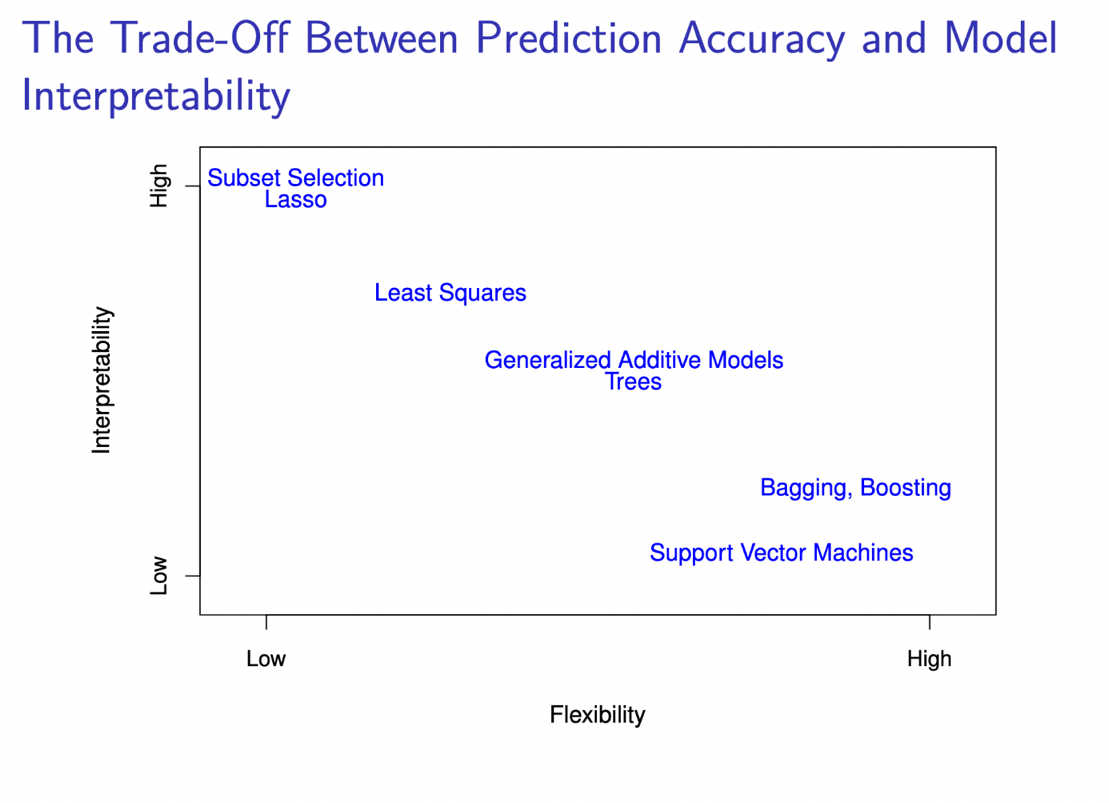 The Trade-Off Between Prediction Accuracy and Model
Interpretability
High
Subset Selection
Lasso
Least Squares
Interpretability
Generalized Additive Models
Trees
Bagging, Boosting
Support Vector Machines
Low
Low
High
Flexibility